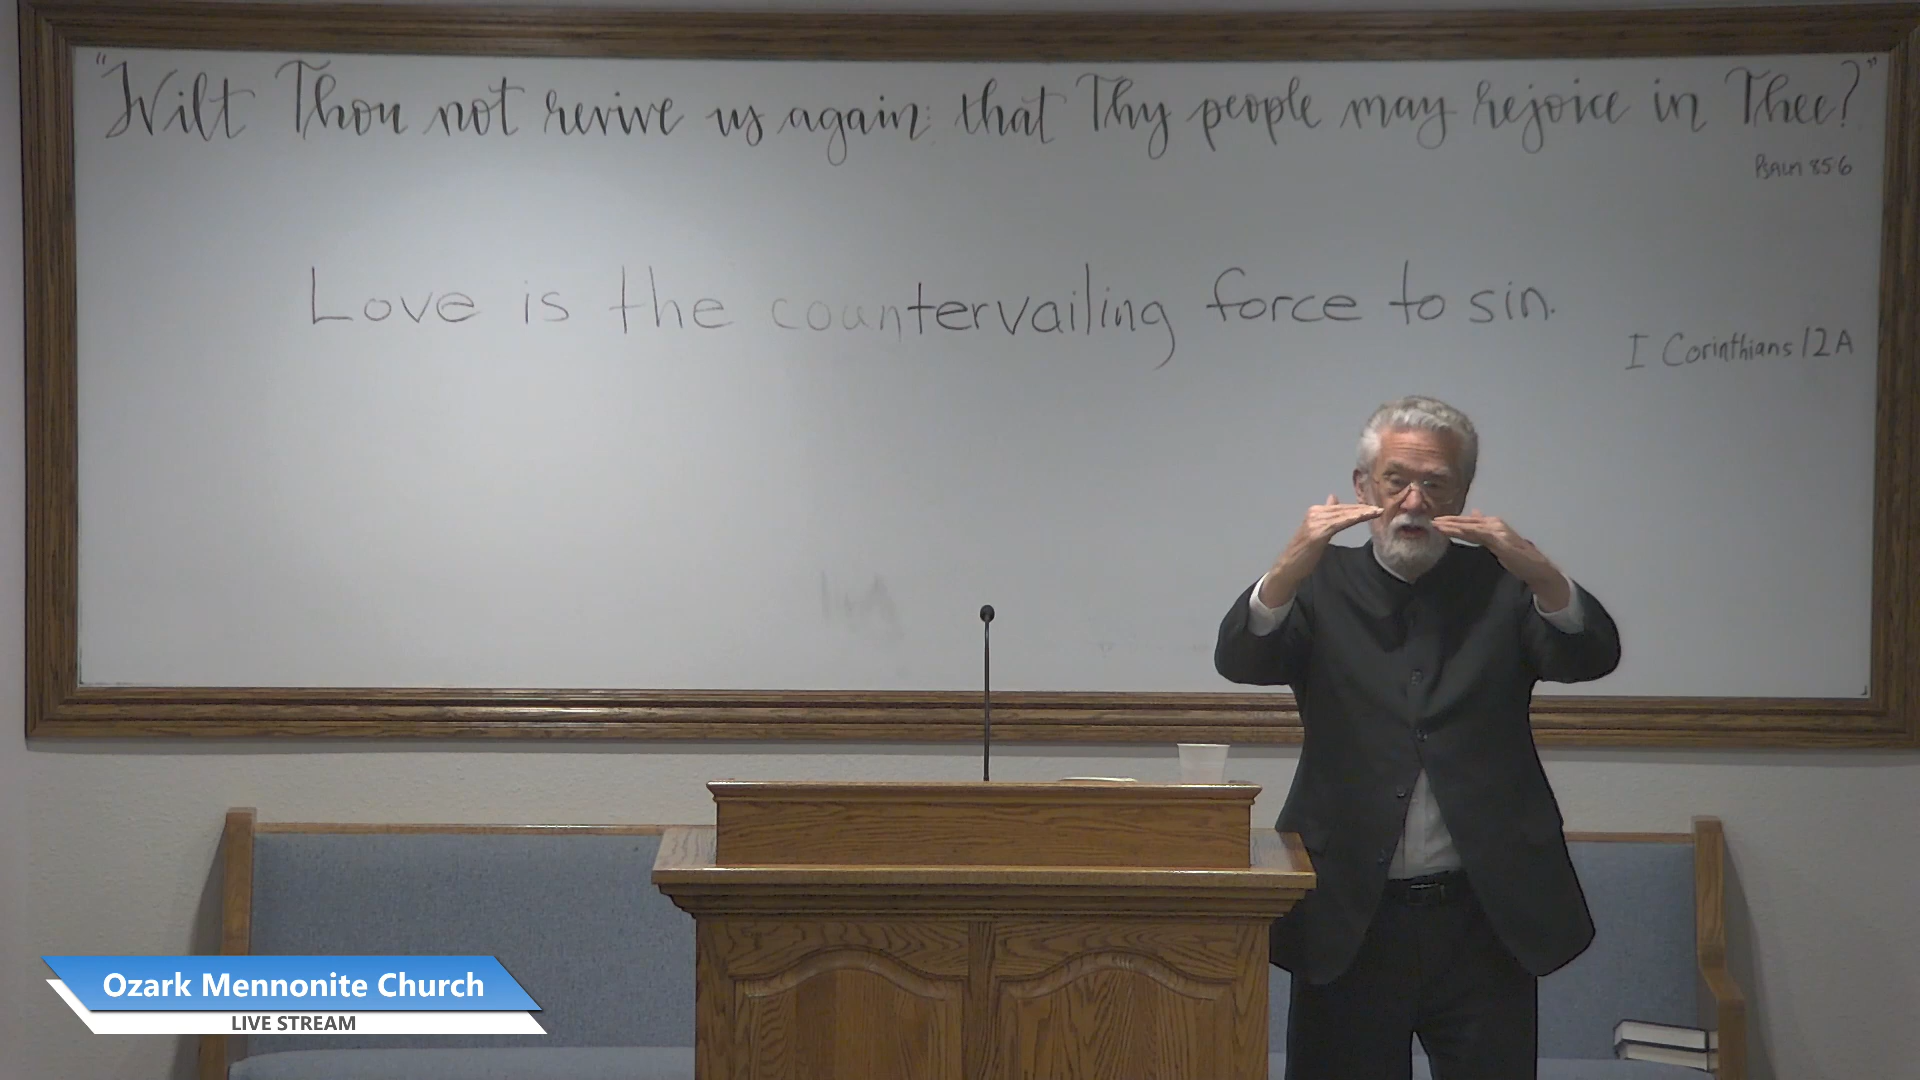 "Wilt Thou not revive us again: that Thy people may rejoice in Thee?"
Psalm 85:6
Love is the countervailing force to sin.
I Corinthians 12A
Ozark Mennonite Church
LIVE STREAM